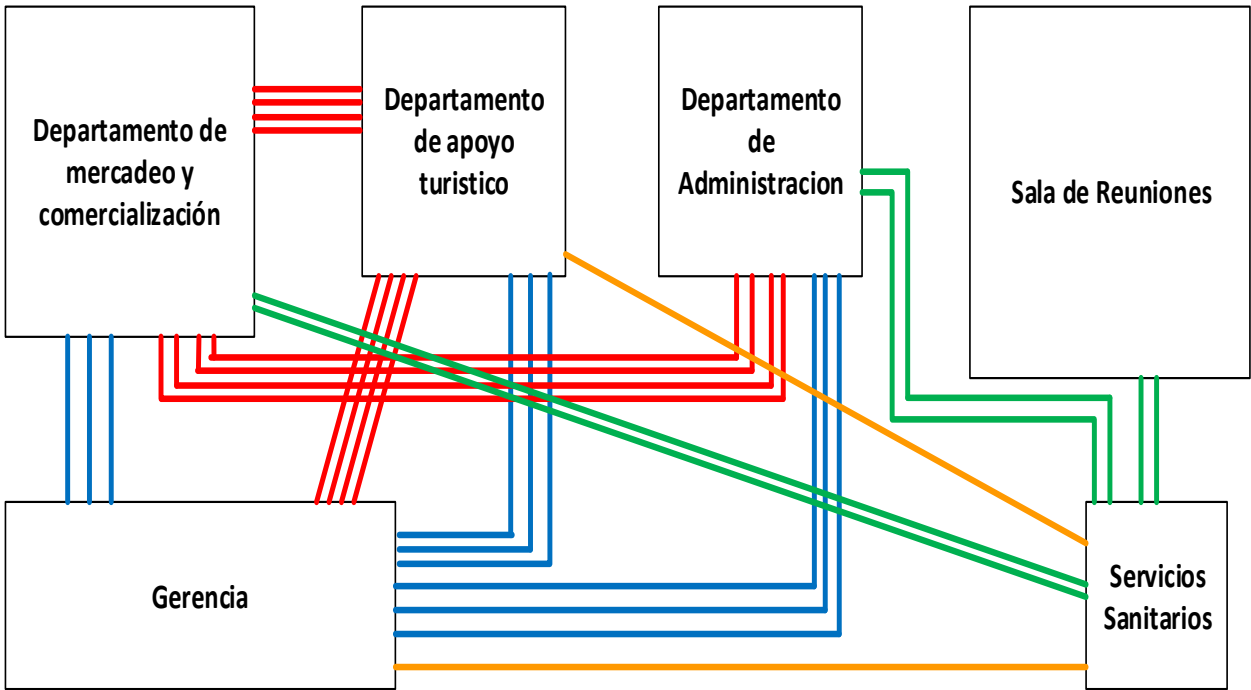 Departamento de
mercadeo y
comercialización
Departamento
de apoyo
turistico
Departamento
de
Administracion
Sala de Reuniones
Gerencia
Servicios
Sanitarios